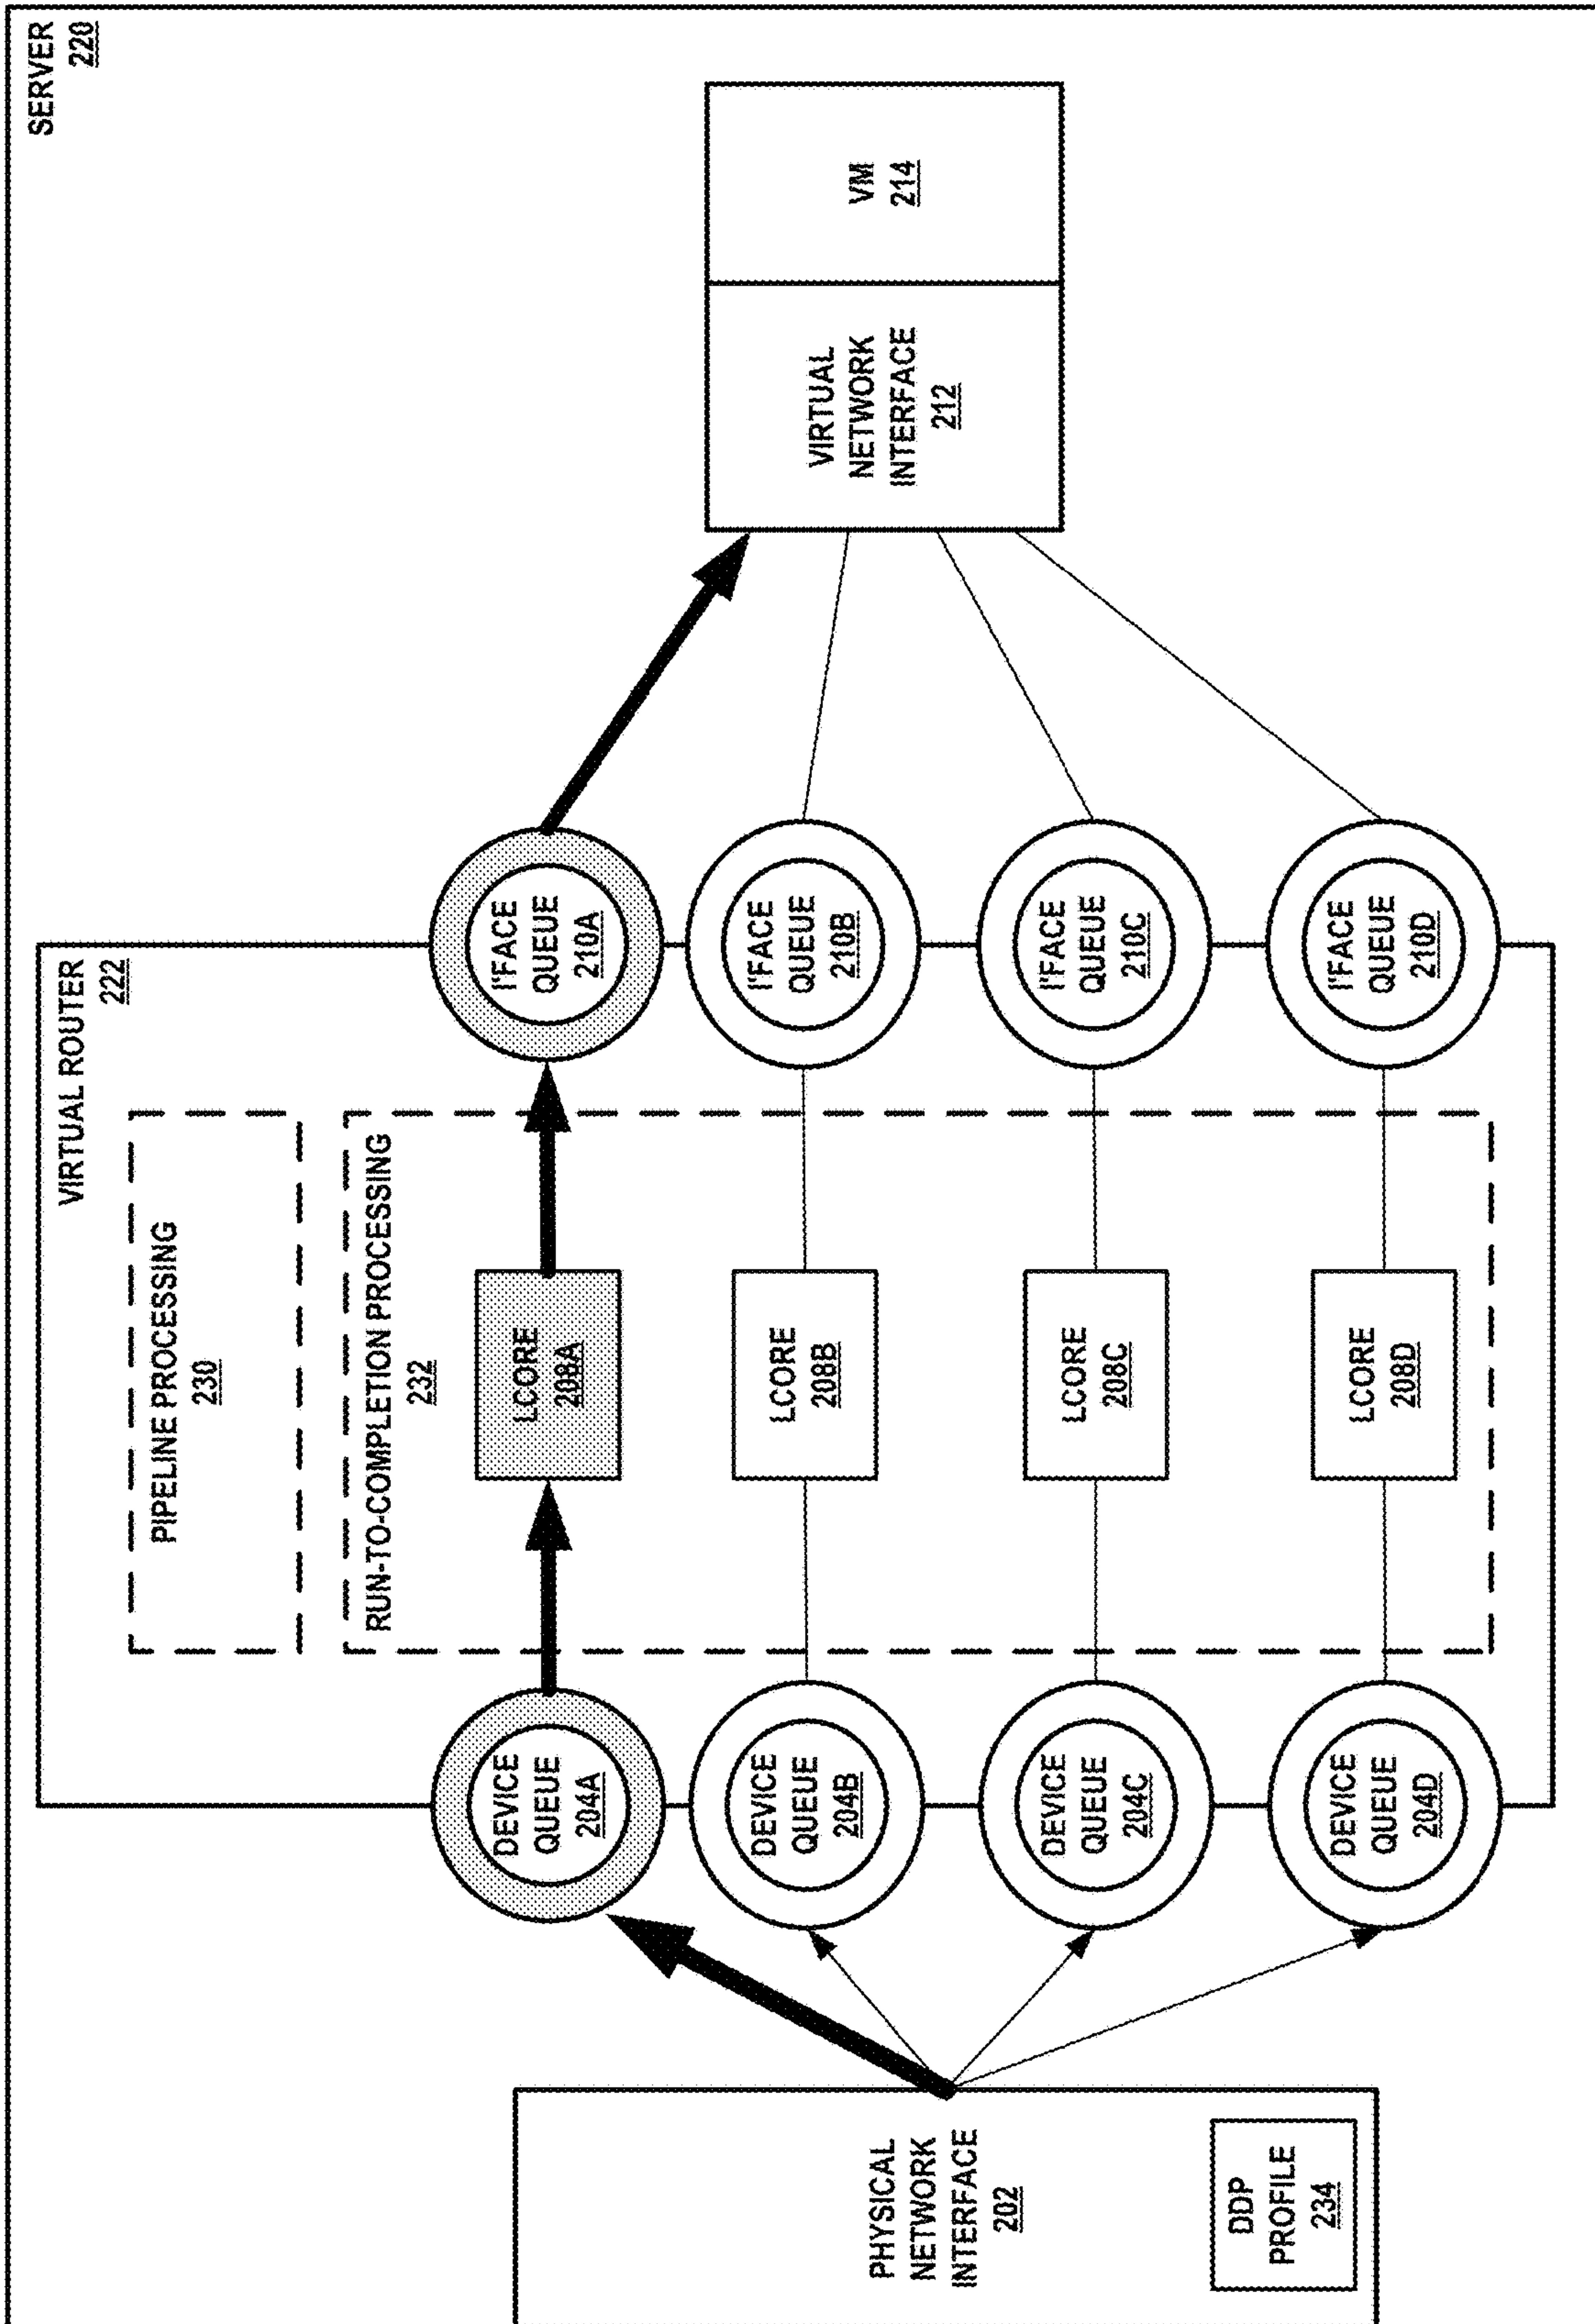 SERVER
220
VIRTUAL ROUTER
222
PIPELINE PROCESSING
230
RUN-TO-COMPLETION PROCESSING
232
PHYSICAL
NETWORK
INTERFACE
202
DDP
PROFILE
234
DEVICE
QUEUE
204A
LCORE
208A
I'FACE
QUEUE
210A
DEVICE
QUEUE
204B
LCORE
208B
I'FACE
QUEUE
210B
DEVICE
QUEUE
204C
LCORE
208C
I'FACE
QUEUE
210C
DEVICE
QUEUE
204D
LCORE
208D
I'FACE
QUEUE
210D
VIRTUAL
NETWORK
INTERFACE
212
VM
214